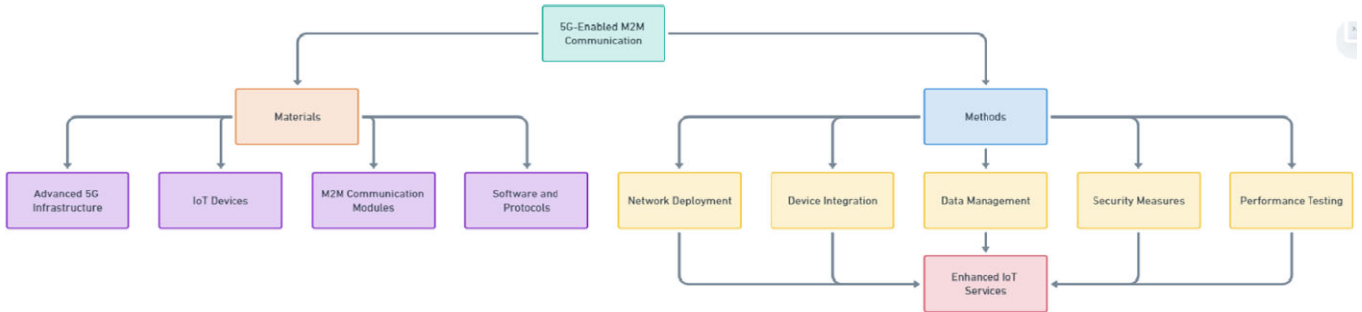 5G-Enabled M2M
Communication
Materials
Methods
Advanced 5G
Infrastructure
IoT Devices
M2M Communication
Modules
Software and
Protocols
Network Deployment
Device Integration
Data Management
Security Measures
Performance Testing
Enhanced IoT
Services